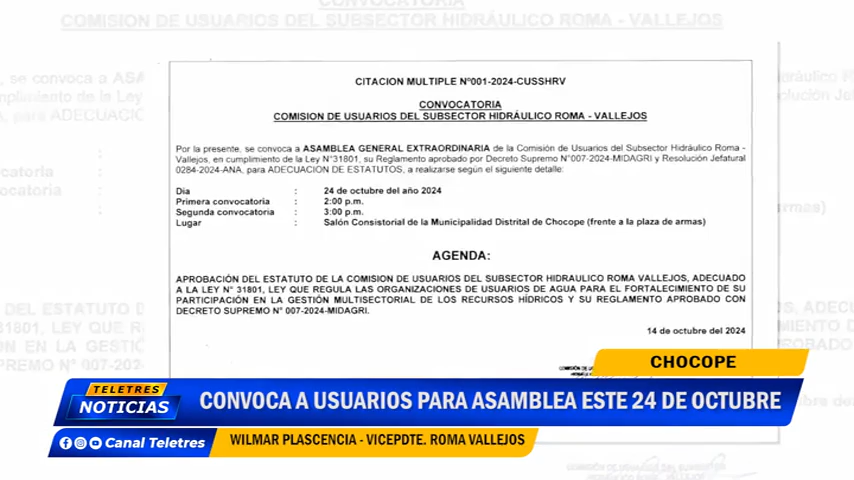 CITACION MULTIPLE N°001-2024-CUSSHRV
CONVOCATORIA
COMISION DE USUARIOS DEL SUBSECTOR HIDRÁULICO ROMA - VALLEJOS
Por la presente, se convoca a ASAMBLEA GENERAL EXTRAORDINARIA de la Comisión de Usuarios del Subsector Hidráulico Roma -
Vallejos, en cumplimiento de la Ley N°31801, su Reglamento aprobado por Decreto Supremo N°007-2024-MIDAGRI y Resolución Jefatural
0284-2024-ANA, para ADECUACION DE ESTATUTOS, a realizarse según el siguiente detalle:
Dia : 24 de octubre del año 2024
Primera convocatoria : 2:00 p.m.
Segunda convocatoria : 3:00 p.m.
Lugar : Salón Consistorial de la Municipalidad Distrital de Chocope (frente a la plaza de armas)
AGENDA:
APROBACIÓN DEL ESTATUTO DE LA COMISION DE USUARIOS DEL SUBSECTOR HIDRAULICO ROMA VALLEJOS, ADECUADO
A LA LEY N° 31801, LEY QUE REGULA LAS ORGANIZACIONES DE USUARIOS DE AGUA PARA EL FORTALECIMIENTO DE SU
PARTICIPACIÓN EN LA GESTIÓN MULTISECTORIAL DE LOS RECURSOS HÍDRICOS Y SU REGLAMENTO APROBADO CON
DECRETO SUPREMO N° 007-2024-MIDAGRI.
14 de octubre del 2024
CHOCOPE
TELETRES
NOTICIAS
CONVOCA A USUARIOS PARA ASAMBLEA ESTE 24 DE OCTUBRE
Canal Teletres
WILMAR PLASCENCIA - VICEPDTE. ROMA VALLEJOS